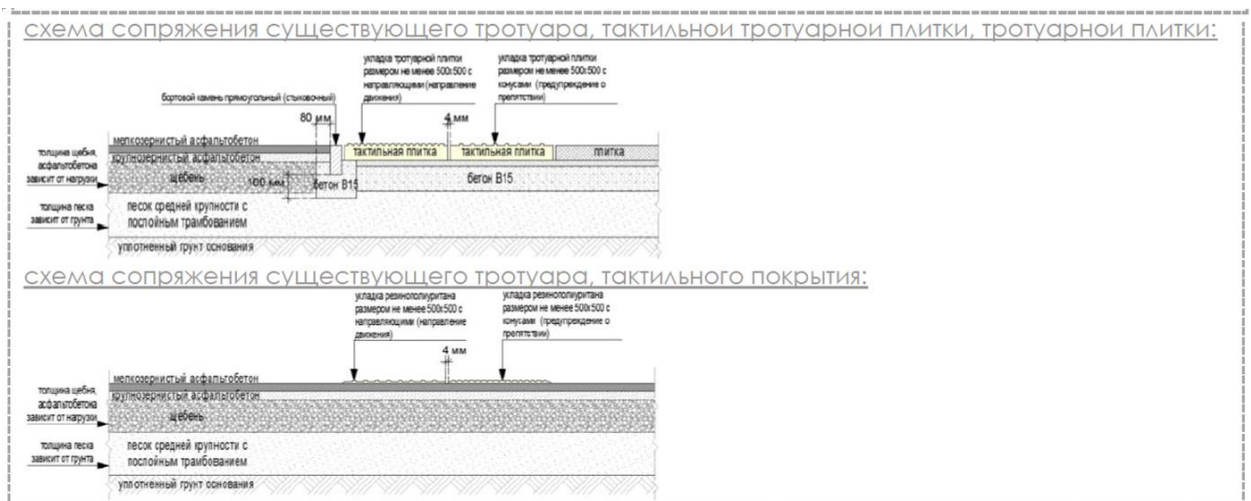 схема сопряжения существующего тротуара, тактильной тротуарной плитки, тротуарной плитки:
укладка тротуарной плитки
размером не менее 500х500 с
направляющими (направление
движения)
укладка тротуарной плитки
размером не менее 500х500 с
конусами (предупреждение о
препятствии)
бортовой камень прямоугольный (стыковочный)
80 мм
4 мм
мелкозернистый асфальтобетон
крупнозернистый асфальтобетон
тактильная плитка
тактильная плитка
плитка
толщина щебня,
асфальтобетона
зависит от нагрузки
щебень
100 мм
бетон В15
бетон В15
толщина песка
зависит от грунта
песок средней крупности с
послойным трамбованием
уплотненный грунт основания
схема сопряжения существующего тротуара, тактильного покрытия:
укладка резинополиуритана
размером не менее 500х500 с
направляющими (направление
движения)
укладка резинополиуритана
размером не менее 500х500 с
конусами (предупреждение о
препятствии)
4 мм
мелкозернистый асфальтобетон
крупнозернистый асфальтобетон
толщина щебня,
асфальтобетона
зависит от нагрузки
щебень
толщина песка
зависит от грунта
песок средней крупности с
послойным трамбованием
уплотненный грунт основания